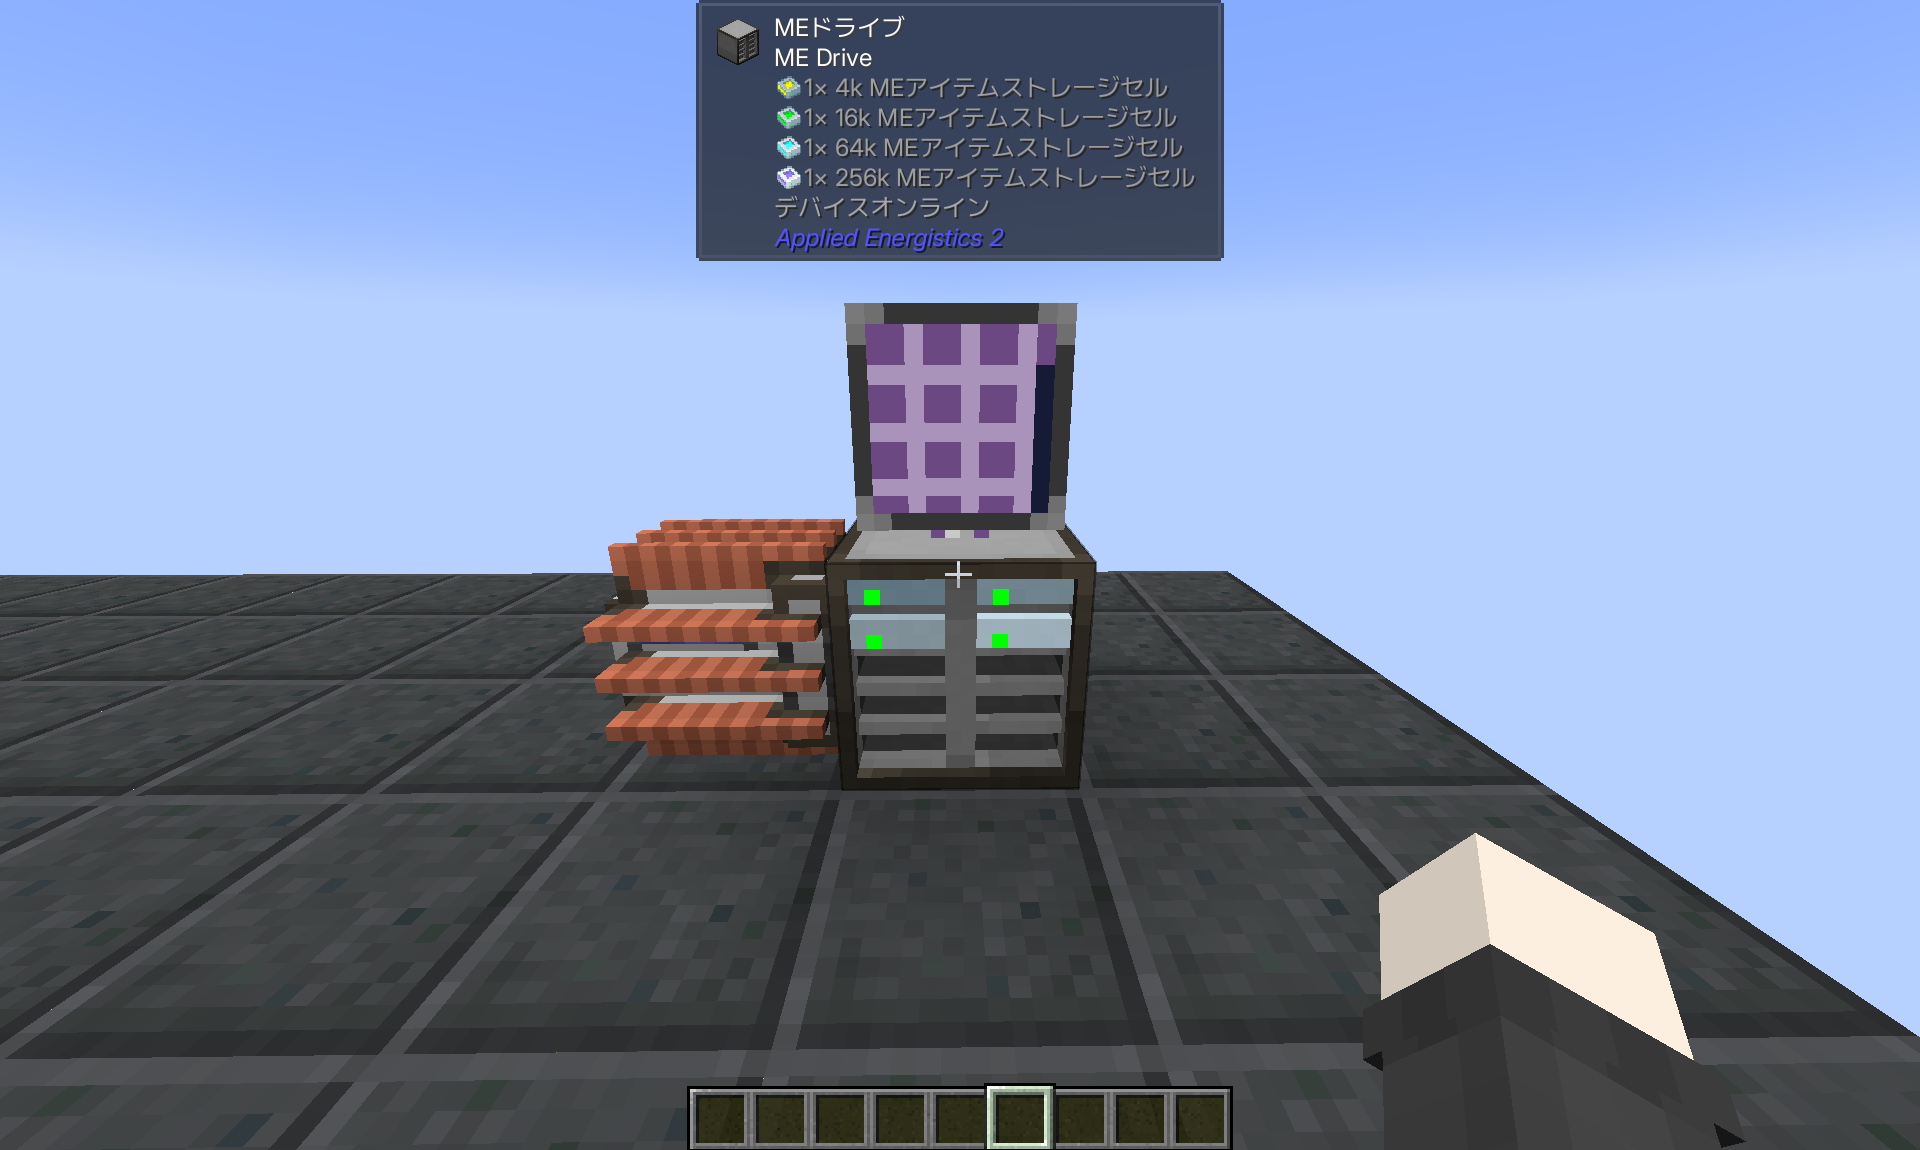 MEドライブ
ME Drive
1× 4k MEアイテムストレージセル
1× 16k MEアイテムストレージセル
1× 64k MEアイテムストレージセル
1× 256k MEアイテムストレージセル
デバイスオンライン
Applied Energistics 2